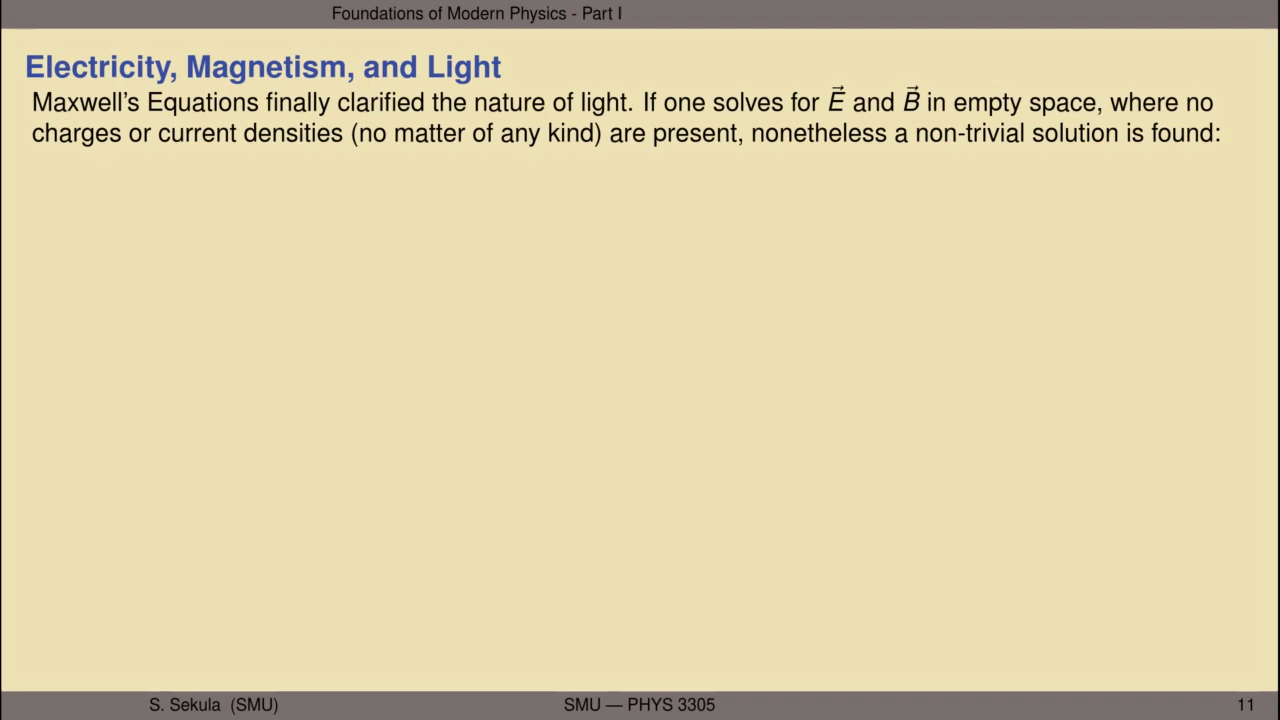 Foundations of Modern Physics - Part I
Electricity, Magnetism, and Light
Maxwell's Equations finally clarified the nature of light. If one solves for E⃗ and B⃗ in empty space, where no
charges or current densities (no matter of any kind) are present, nonetheless a non-trivial solution is found:
S. Sekula (SMU) SMU — PHYS 3305 11